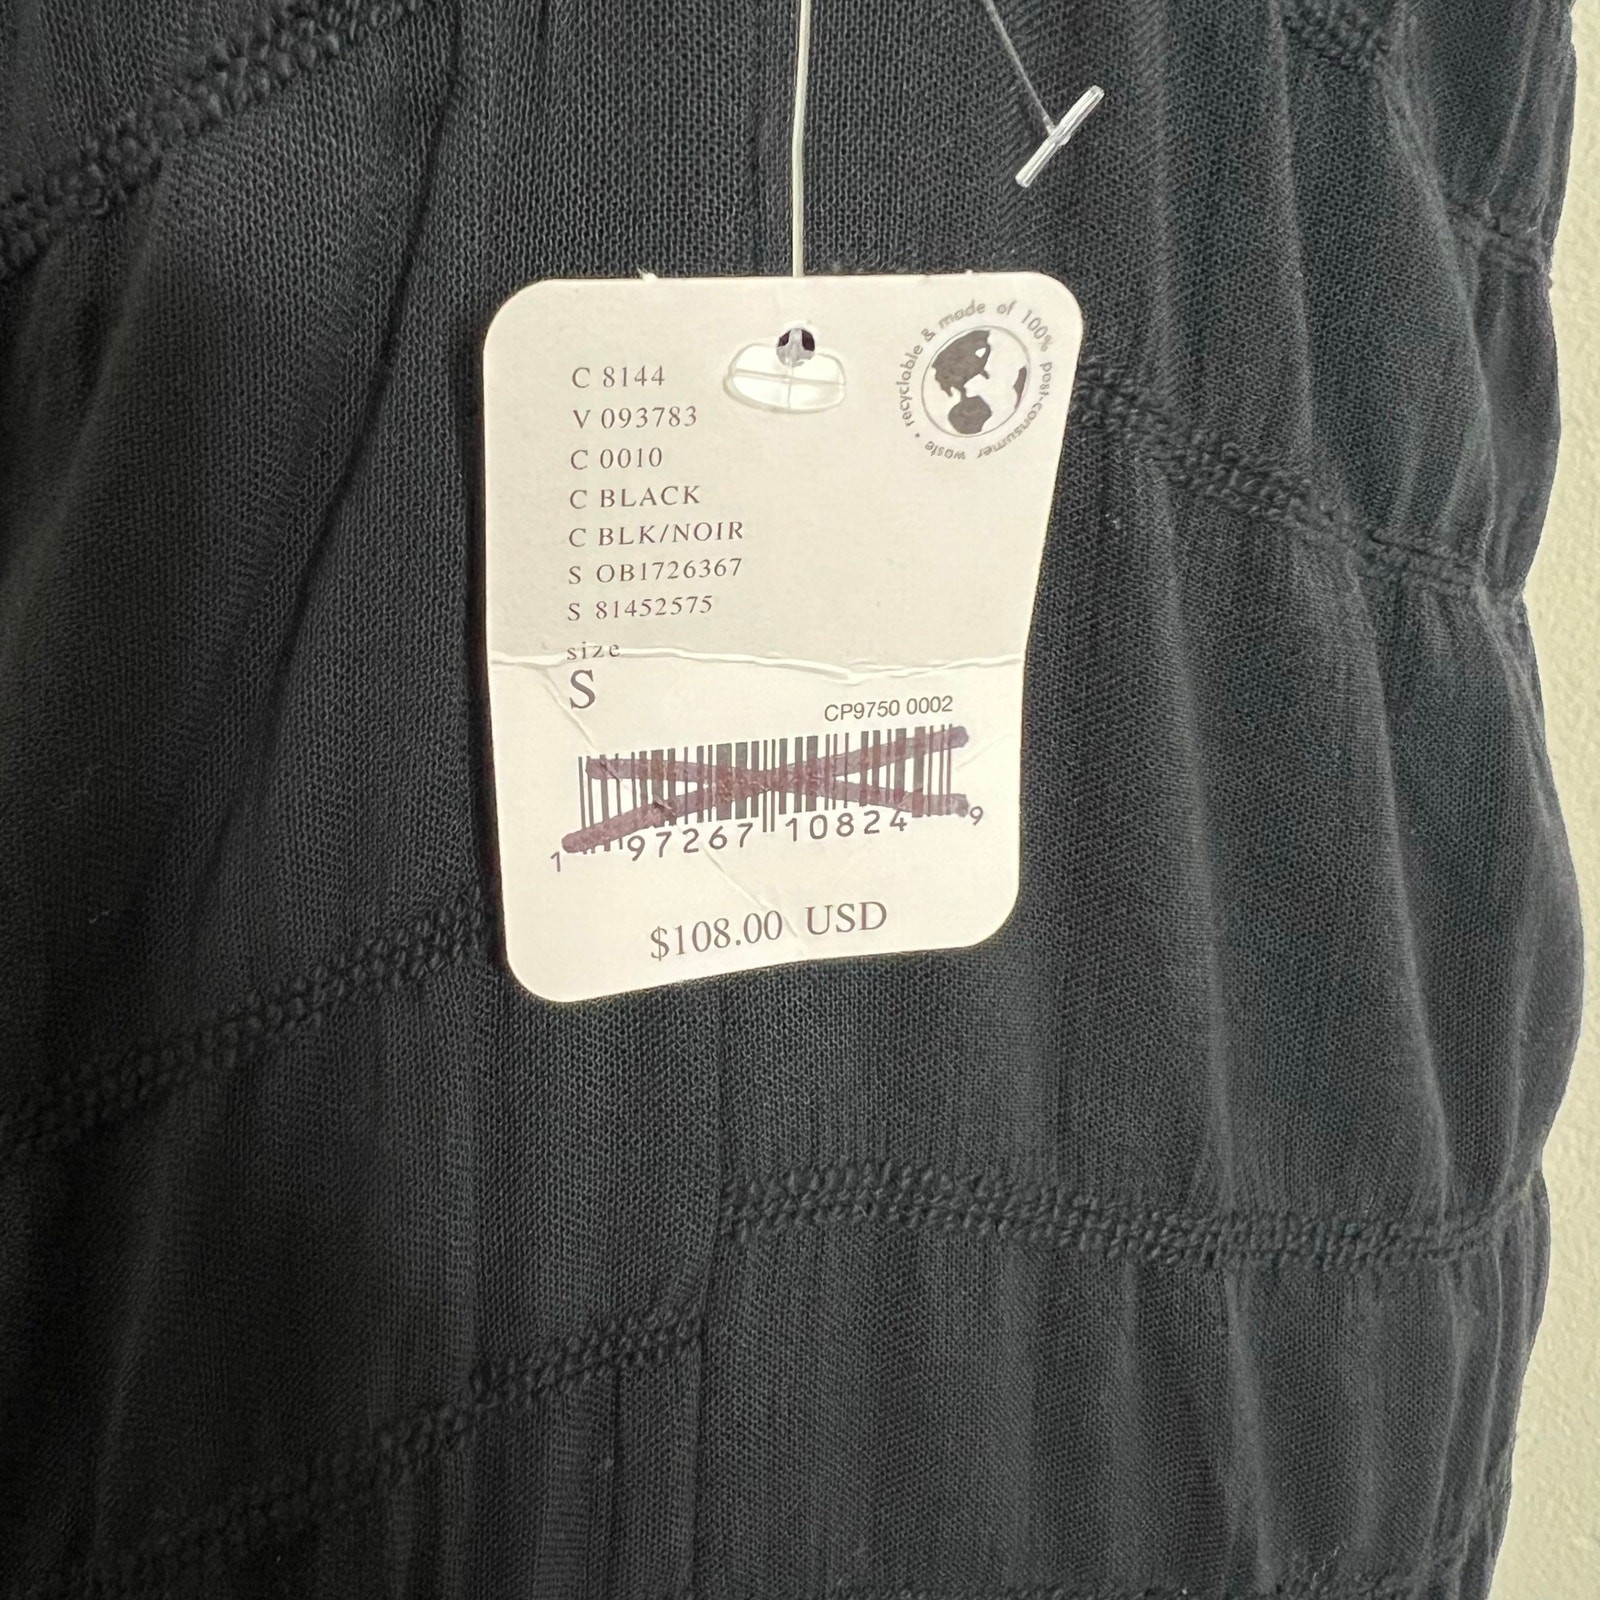 recyclable & made of 100% post-consumer waste •
C 8144
V 093783
C 0010
C BLACK
C BLK/NOIR
S OB1726367
S 81452575
size
S
CP9750 0002
1 97267 10824 9
$108.00 USD